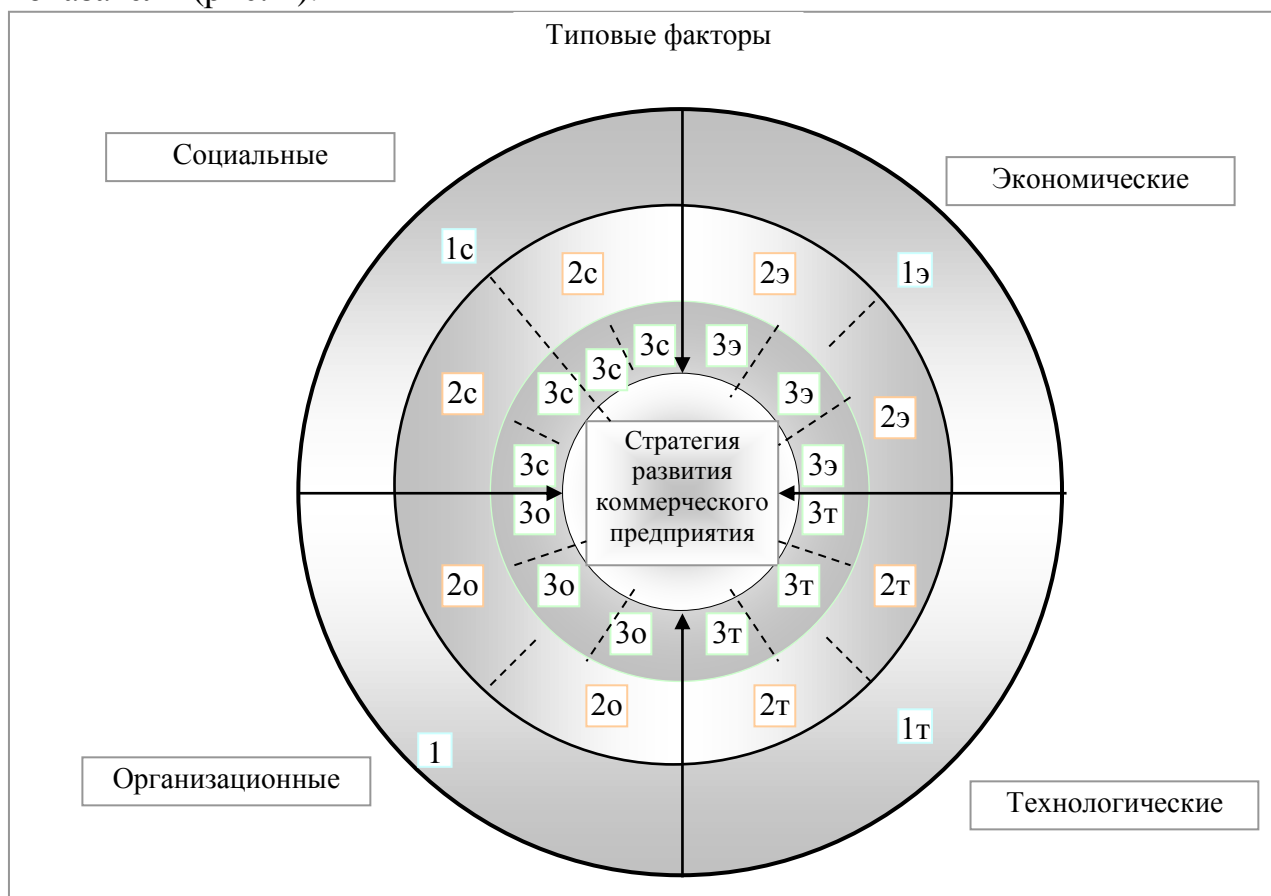 Типовые факторы
Социальные
Экономические
1с
1э
2с
2э
3с
3э
3с
3с
3э
2с
2э
3с
3э
Стратегия
развития
коммерческого
предприятия
3о
3т
2о
3о
3т
2т
3о
3т
2о
2т
1
1т
Организационные
Технологические